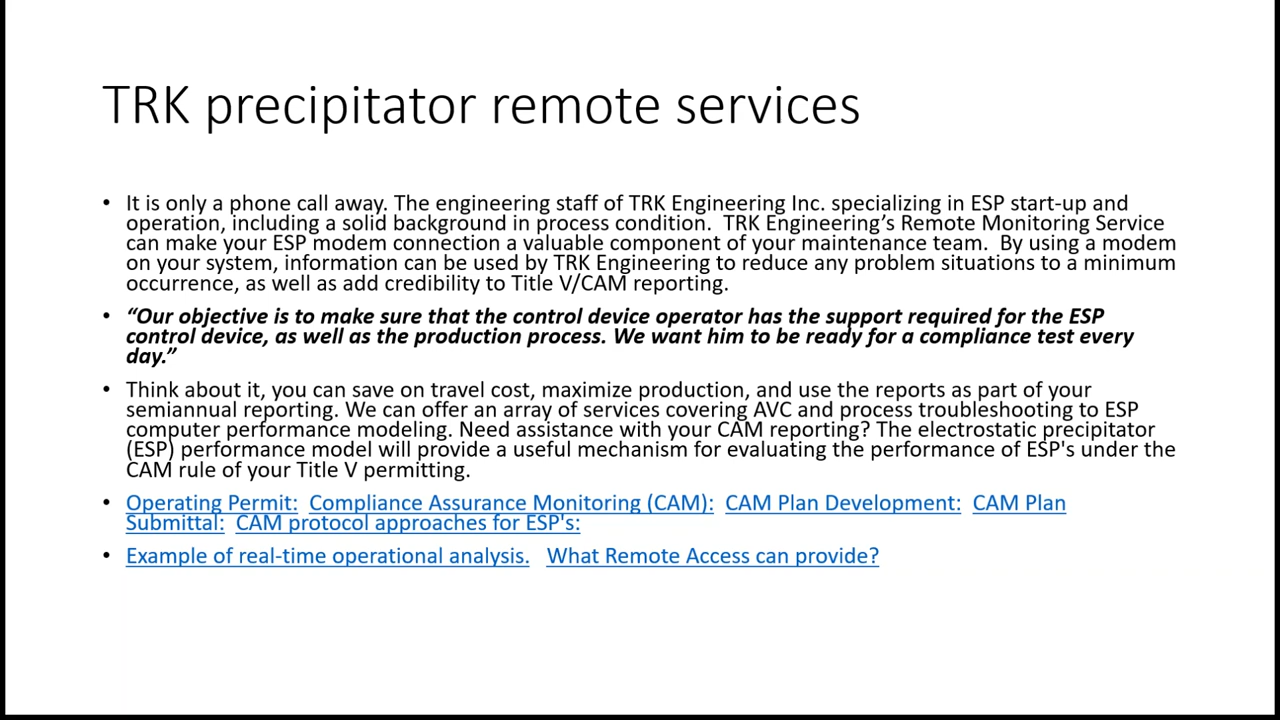 TRK precipitator remote services
• It is only a phone call away. The engineering staff of TRK Engineering Inc. specializing in ESP start-up and
operation, including a solid background in process condition.  TRK Engineering’s Remote Monitoring Service
can make your ESP modem connection a valuable component of your maintenance team.  By using a modem
on your system, information can be used by TRK Engineering to reduce any problem situations to a minimum
occurrence, as well as add credibility to Title V/CAM reporting.
• “Our objective is to make sure that the control device operator has the support required for the ESP
control device, as well as the production process. We want him to be ready for a compliance test every
day.”
• Think about it, you can save on travel cost, maximize production, and use the reports as part of your
semiannual reporting. We can offer an array of services covering AVC and process troubleshooting to ESP
computer performance modeling. Need assistance with your CAM reporting? The electrostatic precipitator
(ESP) performance model will provide a useful mechanism for evaluating the performance of ESP's under the
CAM rule of your Title V permitting.
• Operating Permit:  Compliance Assurance Monitoring (CAM):  CAM Plan Development:  CAM Plan
Submittal:  CAM protocol approaches for ESP's:
• Example of real-time operational analysis.   What Remote Access can provide?